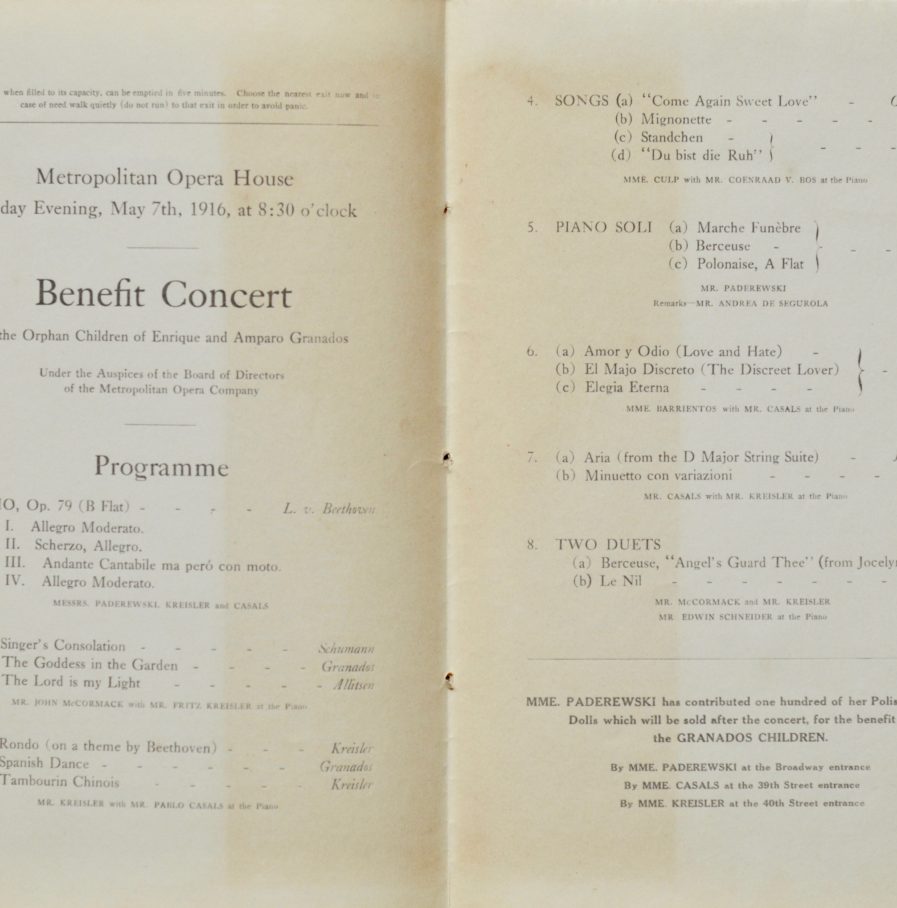 when filled to its capacity, can be emptied in five minutes. Choose the nearest exit now and in
case of need walk quietly (do not run) to that exit in order to avoid panic.
Metropolitan Opera House
day Evening, May 7th, 1916, at 8:30 o'clock
Benefit Concert
the Orphan Children of Enrique and Amparo Granados
Under the Auspices of the Board of Directors
of the Metropolitan Opera Company
Programme
IO, Op. 79 (B Flat) - - - - L. v. Beethoven
I. Allegro Moderato.
II. Scherzo, Allegro.
III. Andante Cantabile ma peró con moto.
IV. Allegro Moderato.
MESSRS. PADEREWSKI, KREISLER and CASALS
Singer's Consolation - - - - - Schumann
The Goddess in the Garden - - - - Granados
The Lord is my Light - - - - - Allitsen
MR. JOHN McCORMACK with MR. FRITZ KREISLER at the Piano
Rondo (on a theme by Beethoven) - - - Kreisler
Spanish Dance - - - - - - Granados
Tambourin Chinois - - - - - Kreisler
MR. KREISLER with MR. PABLO CASALS at the Piano
4. SONGS (a) "Come Again Sweet Love" -
(b) Mignonette - - - - -
(c) Standchen -
(d) "Du bist die Ruh" - - -
MME. CULP with MR. COENRAAD V. BOS at the Piano
5. PIANO SOLI (a) Marche Funèbre
(b) Berceuse - - - -
(c) Polonaise, A Flat
MR. PADEREWSKI
Remarks—MR. ANDREA DE SEGUROLA
6. (a) Amor y Odio (Love and Hate) -
(b) El Majo Discreto (The Discreet Lover) -
(c) Elegia Eterna - - - - -
MME. BARRIENTOS with MR. CASALS at the Piano
7. (a) Aria (from the D Major String Suite) -
(b) Minuetto con variazioni - - - -
MR. CASALS with MR. KREISLER at the Piano
8. TWO DUETS
(a) Berceuse, "Angel's Guard Thee" (from Jocelyn
(b) Le Nil - - - - - - -
MR. McCORMACK and MR. KREISLER
MR. EDWIN SCHNEIDER at the Piano
MME. PADEREWSKI has contributed one hundred of her Polis
Dolls which will be sold after the concert, for the benefit
the GRANADOS CHILDREN.
By MME. PADEREWSKI at the Broadway entrance
By MME. CASALS at the 39th Street entrance
By MME. KREISLER at the 40th Street entrance